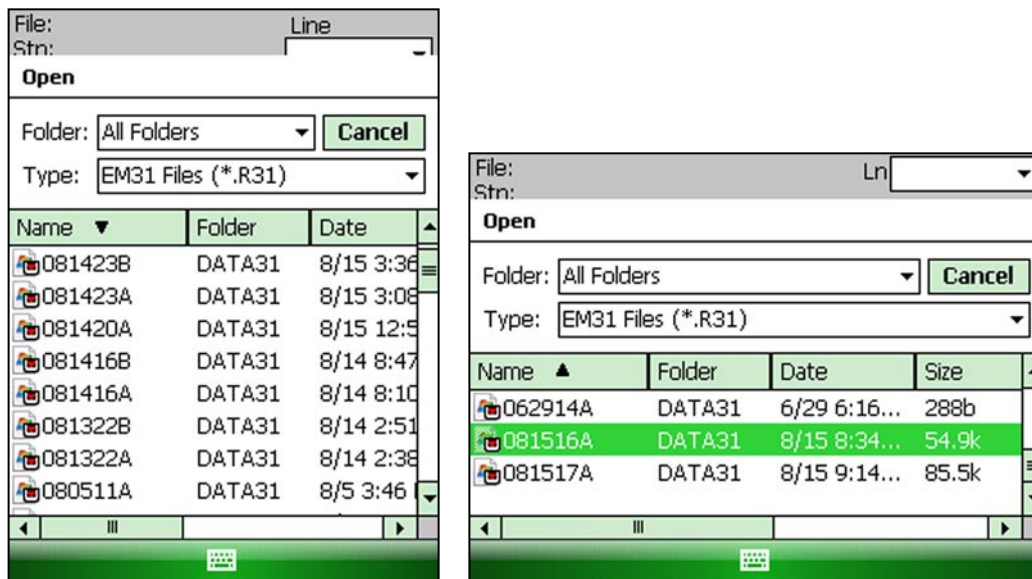 File: Line
Stn:
Open
Folder: All Folders Cancel
Type: EM31 Files (*.R31)
Name Folder Date
081423B DATA31 8/15 3:36
081423A DATA31 8/15 3:08
081420A DATA31 8/15 12:5
081416B DATA31 8/14 8:47
081416A DATA31 8/14 8:10
081322B DATA31 8/14 2:51
081322A DATA31 8/14 2:38
080511A DATA31 8/5 3:46
File: Ln
Stn:
Open
Folder: All Folders Cancel
Type: EM31 Files (*.R31)
Name Folder Date Size
062914A DATA31 6/29 6:16... 288b
081516A DATA31 8/15 8:34... 54.9k
081517A DATA31 8/15 9:14... 85.5k